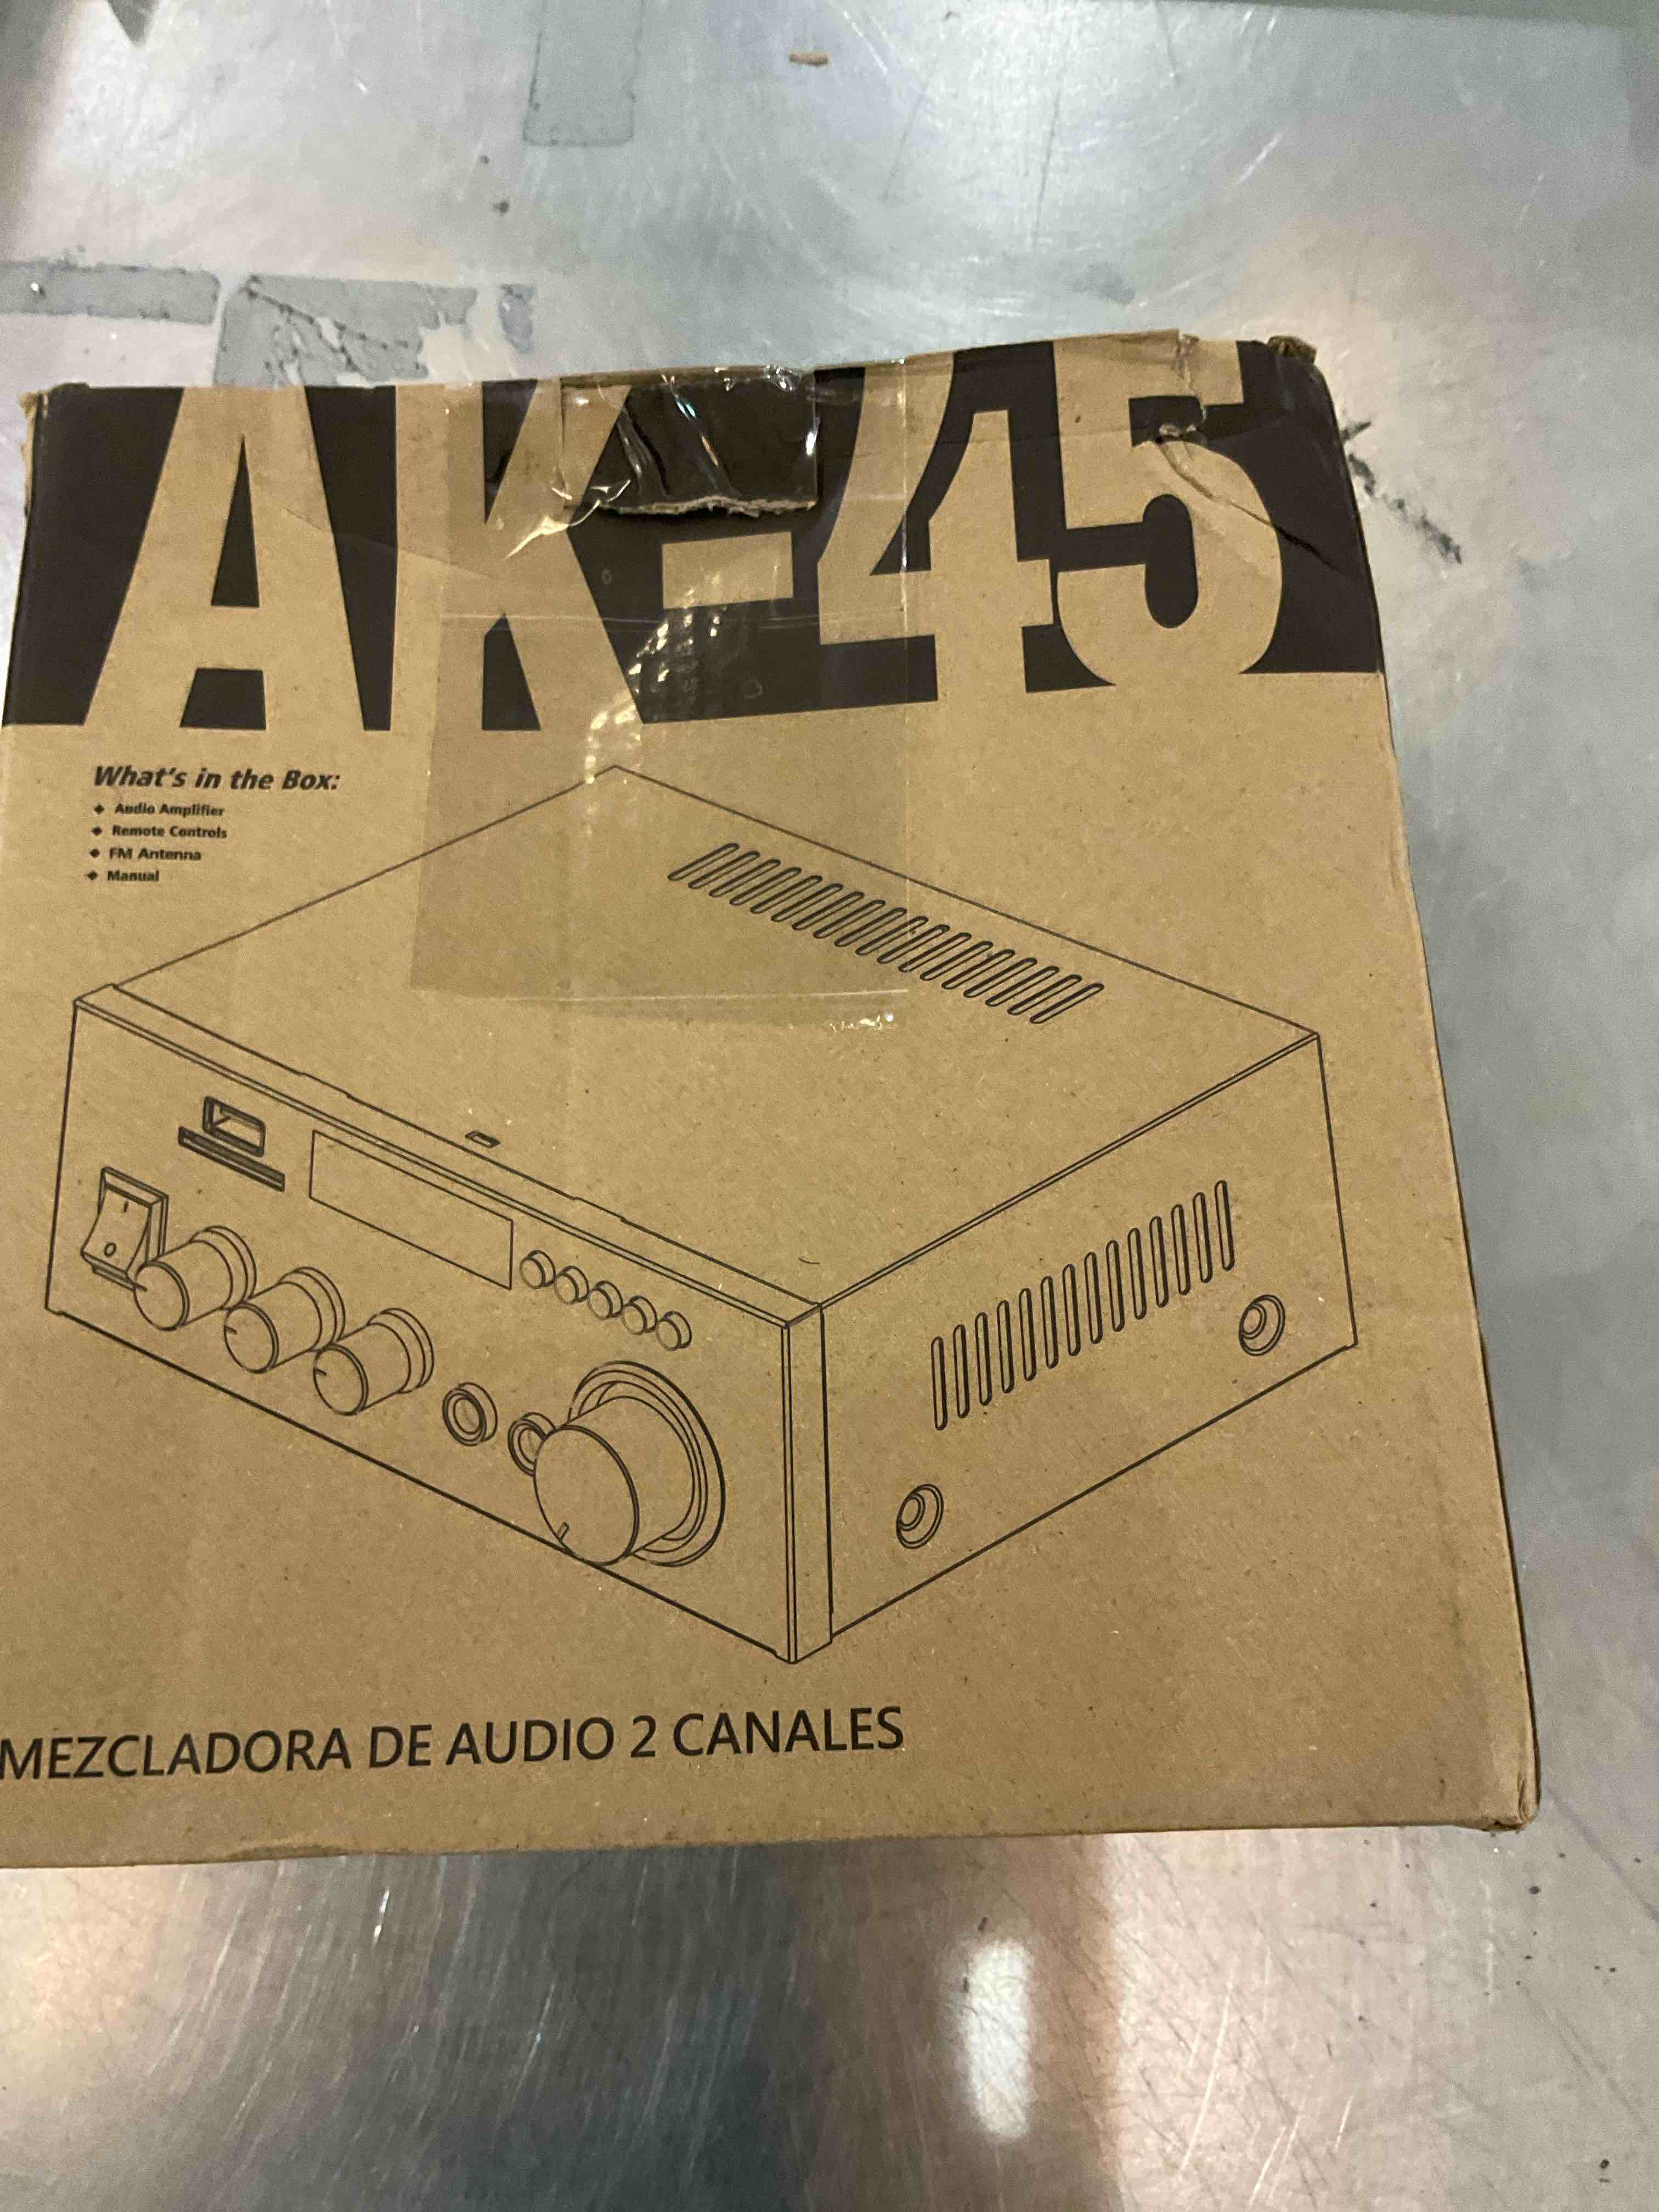 AK-45
What's in the Box:
◆ Audio Amplifier
◆ Remote Controls
◆ FM Antenna
◆ Manual
MEZCLADORA DE AUDIO 2 CANALES